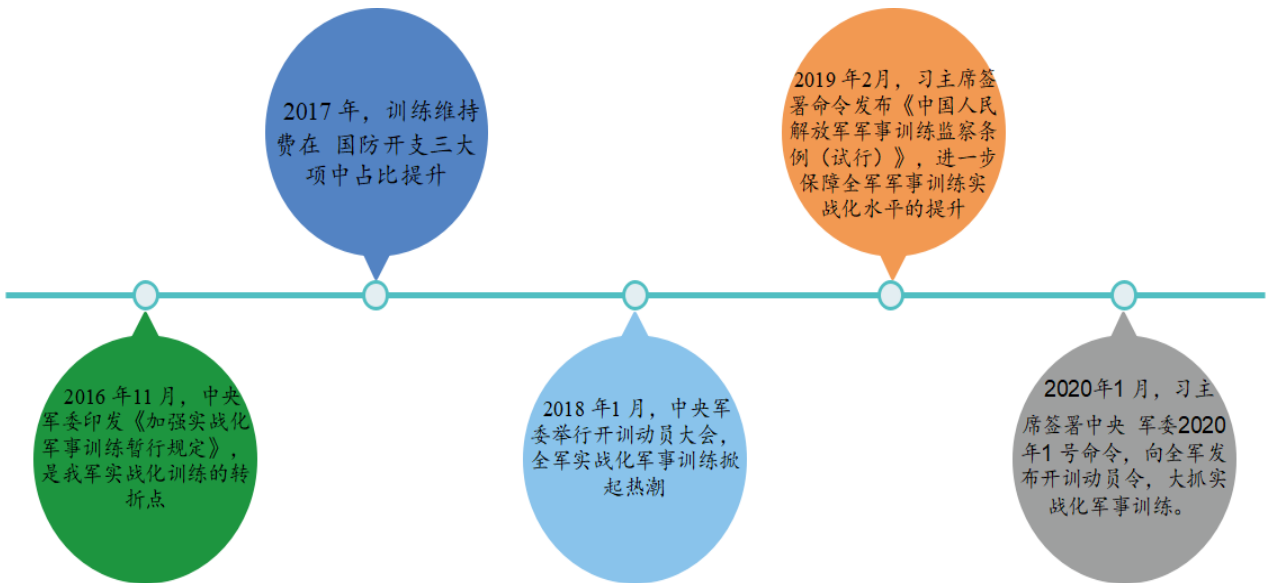 2016 年11 月，中央
军委印发《加强实战化
军事训练暂行规定》，
是我军实战化训练的转
折点
2017 年，训练维持
费在 国防开支三大
项中占比提升
2018 年1 月，中央军
委举行开训动员大会，
全军实战化军事训练掀
起热潮
2019 年2月，习主席签
署命令发布《中国人民
解放军军事训练监察条
例（试行）》，进一步
保障全军军事训练实
战化水平的提升
2020年1 月，习主
席签署中央 军委2020
年1 号命令，向全军发
布开训动员令，大抓实
战化军事训练。